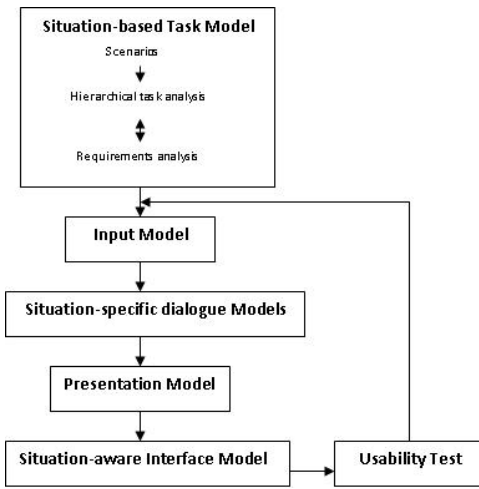 Situation-based Task Model
Scenarios
Hierarchical task analysis
Requirements analysis
Input Model
Situation-specific dialogue Models
Presentation Model
Situation-aware Interface Model
Usability Test